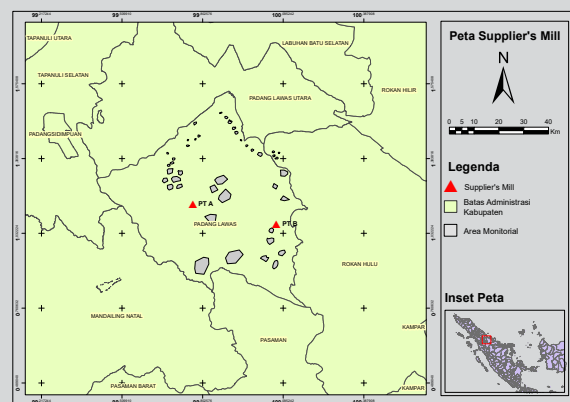 TAPANULI UTARA
LABUHAN BATU SELATAN
TAPANULI SELATAN
ROKAN HILIR
PADANG LAWAS UTARA
PADANGSIDIMPUAN
PT A
PADANG LAWAS
PT B
ROKAN HULU
MANDAILING NATAL
KAMPAR
PASAMAN
PASAMAN BARAT
KAMPAR
Peta Supplier's Mill
N
0 5 10 20 30 40
Km
Legenda
Supplier's Mill
Batas Administrasi
Kabupaten
Area Monitorial
Inset Peta